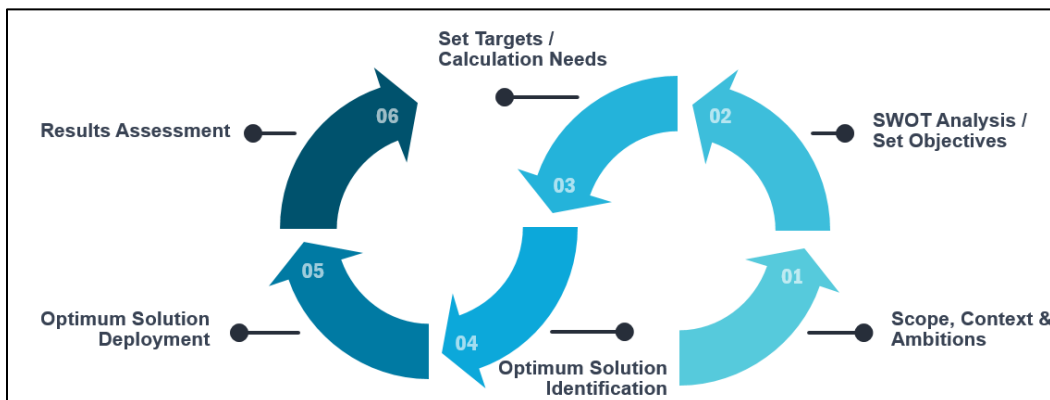 Set Targets /
Calculation Needs
06
02
Results Assessment
SWOT Analysis /
Set Objectives
03
05
01
Optimum Solution
Deployment
04
Optimum Solution
Identification
Scope, Context &
Ambitions